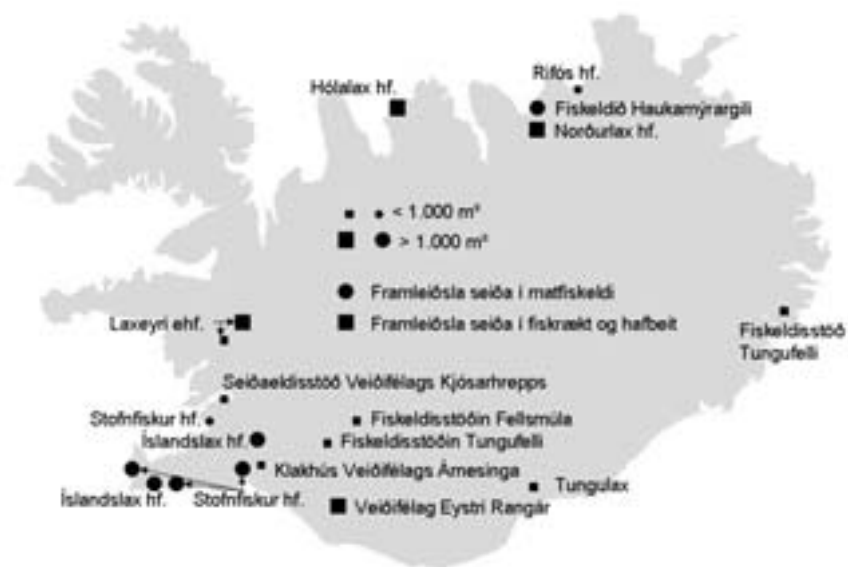 Rifós hf.
Hólalax hf.
Fiskeldið Haukamýrargili
Norðurlax hf.
< 1.000 m³
> 1.000 m³
Framleiðsla seiða í matfiskeldi
Laxeyri ehf.
Framleiðsla seiða í fiskrækt og hafbeit
Fiskeldisstöð
Tungufelli
Seiðaeldisstöð Veiðifélags Kjósarhrepps
Stofnfiskur hf.
Fiskeldisstöðin Fellsmúla
Íslandslax hf.
Fiskeldisstöðin Tungufelli
Klakhús Veiðifélags Árnesinga
Tungulax
Íslandslax hf.
Stofnfiskur hf.
Veiðifélag Eystri Rangár